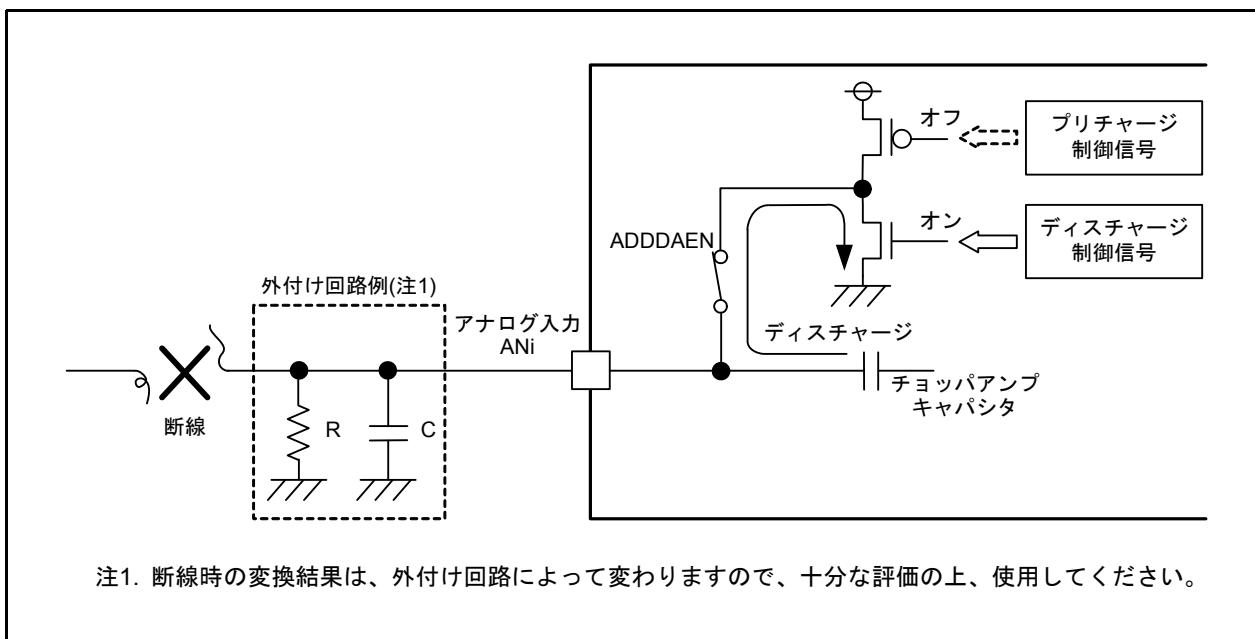 オフ
プリチャージ
制御信号
オン
ディスチャージ
制御信号
ADDDAEN
外付け回路例(注1)
アナログ入力
ANi
ディスチャージ
チョッパアンプ
キャパシタ
断線
R
C
注1. 断線時の変換結果は、外付け回路によって変わりますので、十分な評価の上、使用してください。